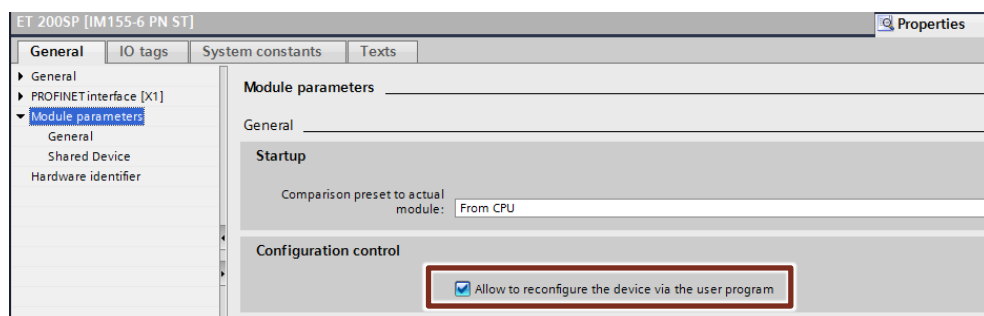 ET 200SP [IM155-6 PN ST]
Properties
General IO tags System constants Texts
General
PROFINET interface [X1]
Module parameters
General
Shared Device
Hardware identifier
Module parameters
General
Startup
Comparison preset to actual
module: From CPU
Configuration control
Allow to reconfigure the device via the user program